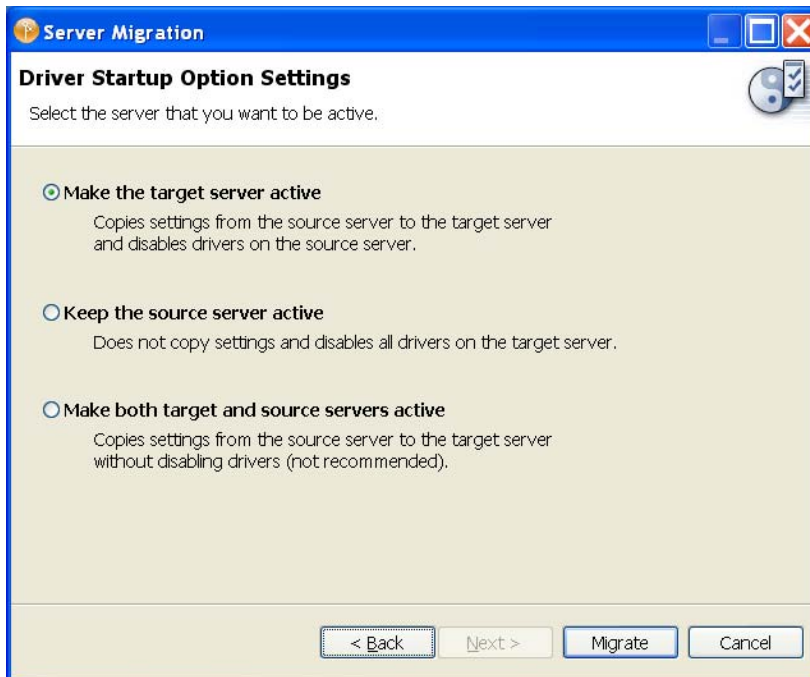 Server Migration
Driver Startup Option Settings
Select the server that you want to be active.
Make the target server active
Copies settings from the source server to the target server
and disables drivers on the source server.
Keep the source server active
Does not copy settings and disables all drivers on the target server.
Make both target and source servers active
Copies settings from the source server to the target server
without disabling drivers (not recommended).
< Back Next > Migrate Cancel